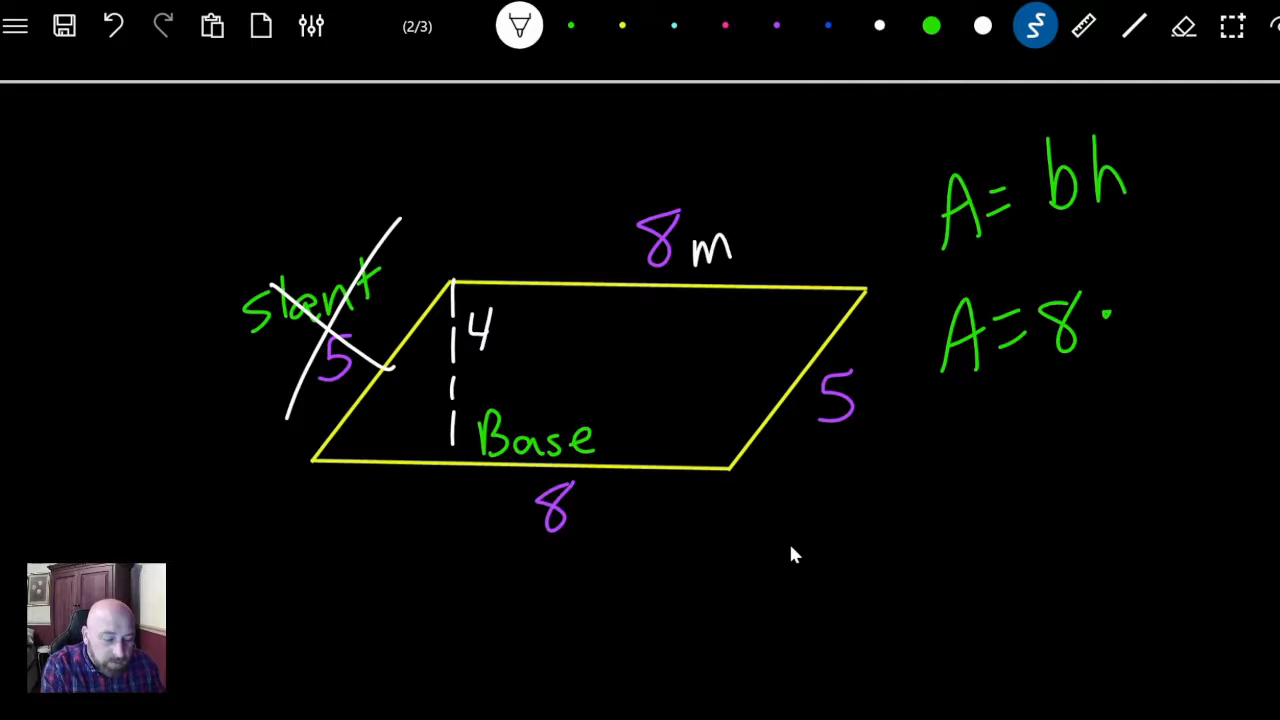 (2/3)
A = bh
8 m
slant
5
4
A = 8 ·
5
Base
8